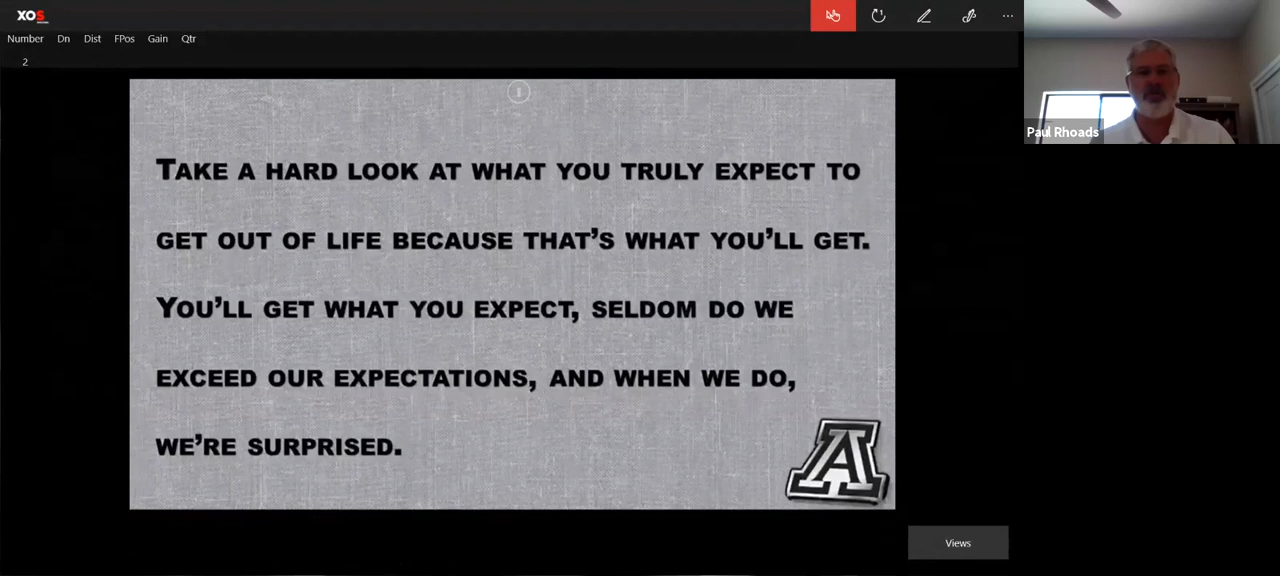 XOS
Number Dn Dist FPos Gain Qtr
2
TAKE A HARD LOOK AT WHAT YOU TRULY EXPECT TO
GET OUT OF LIFE BECAUSE THAT’S WHAT YOU’LL GET.
YOU’LL GET WHAT YOU EXPECT, SELDOM DO WE
EXCEED OUR EXPECTATIONS, AND WHEN WE DO,
WE’RE SURPRISED.
A
Views
Paul Rhoads